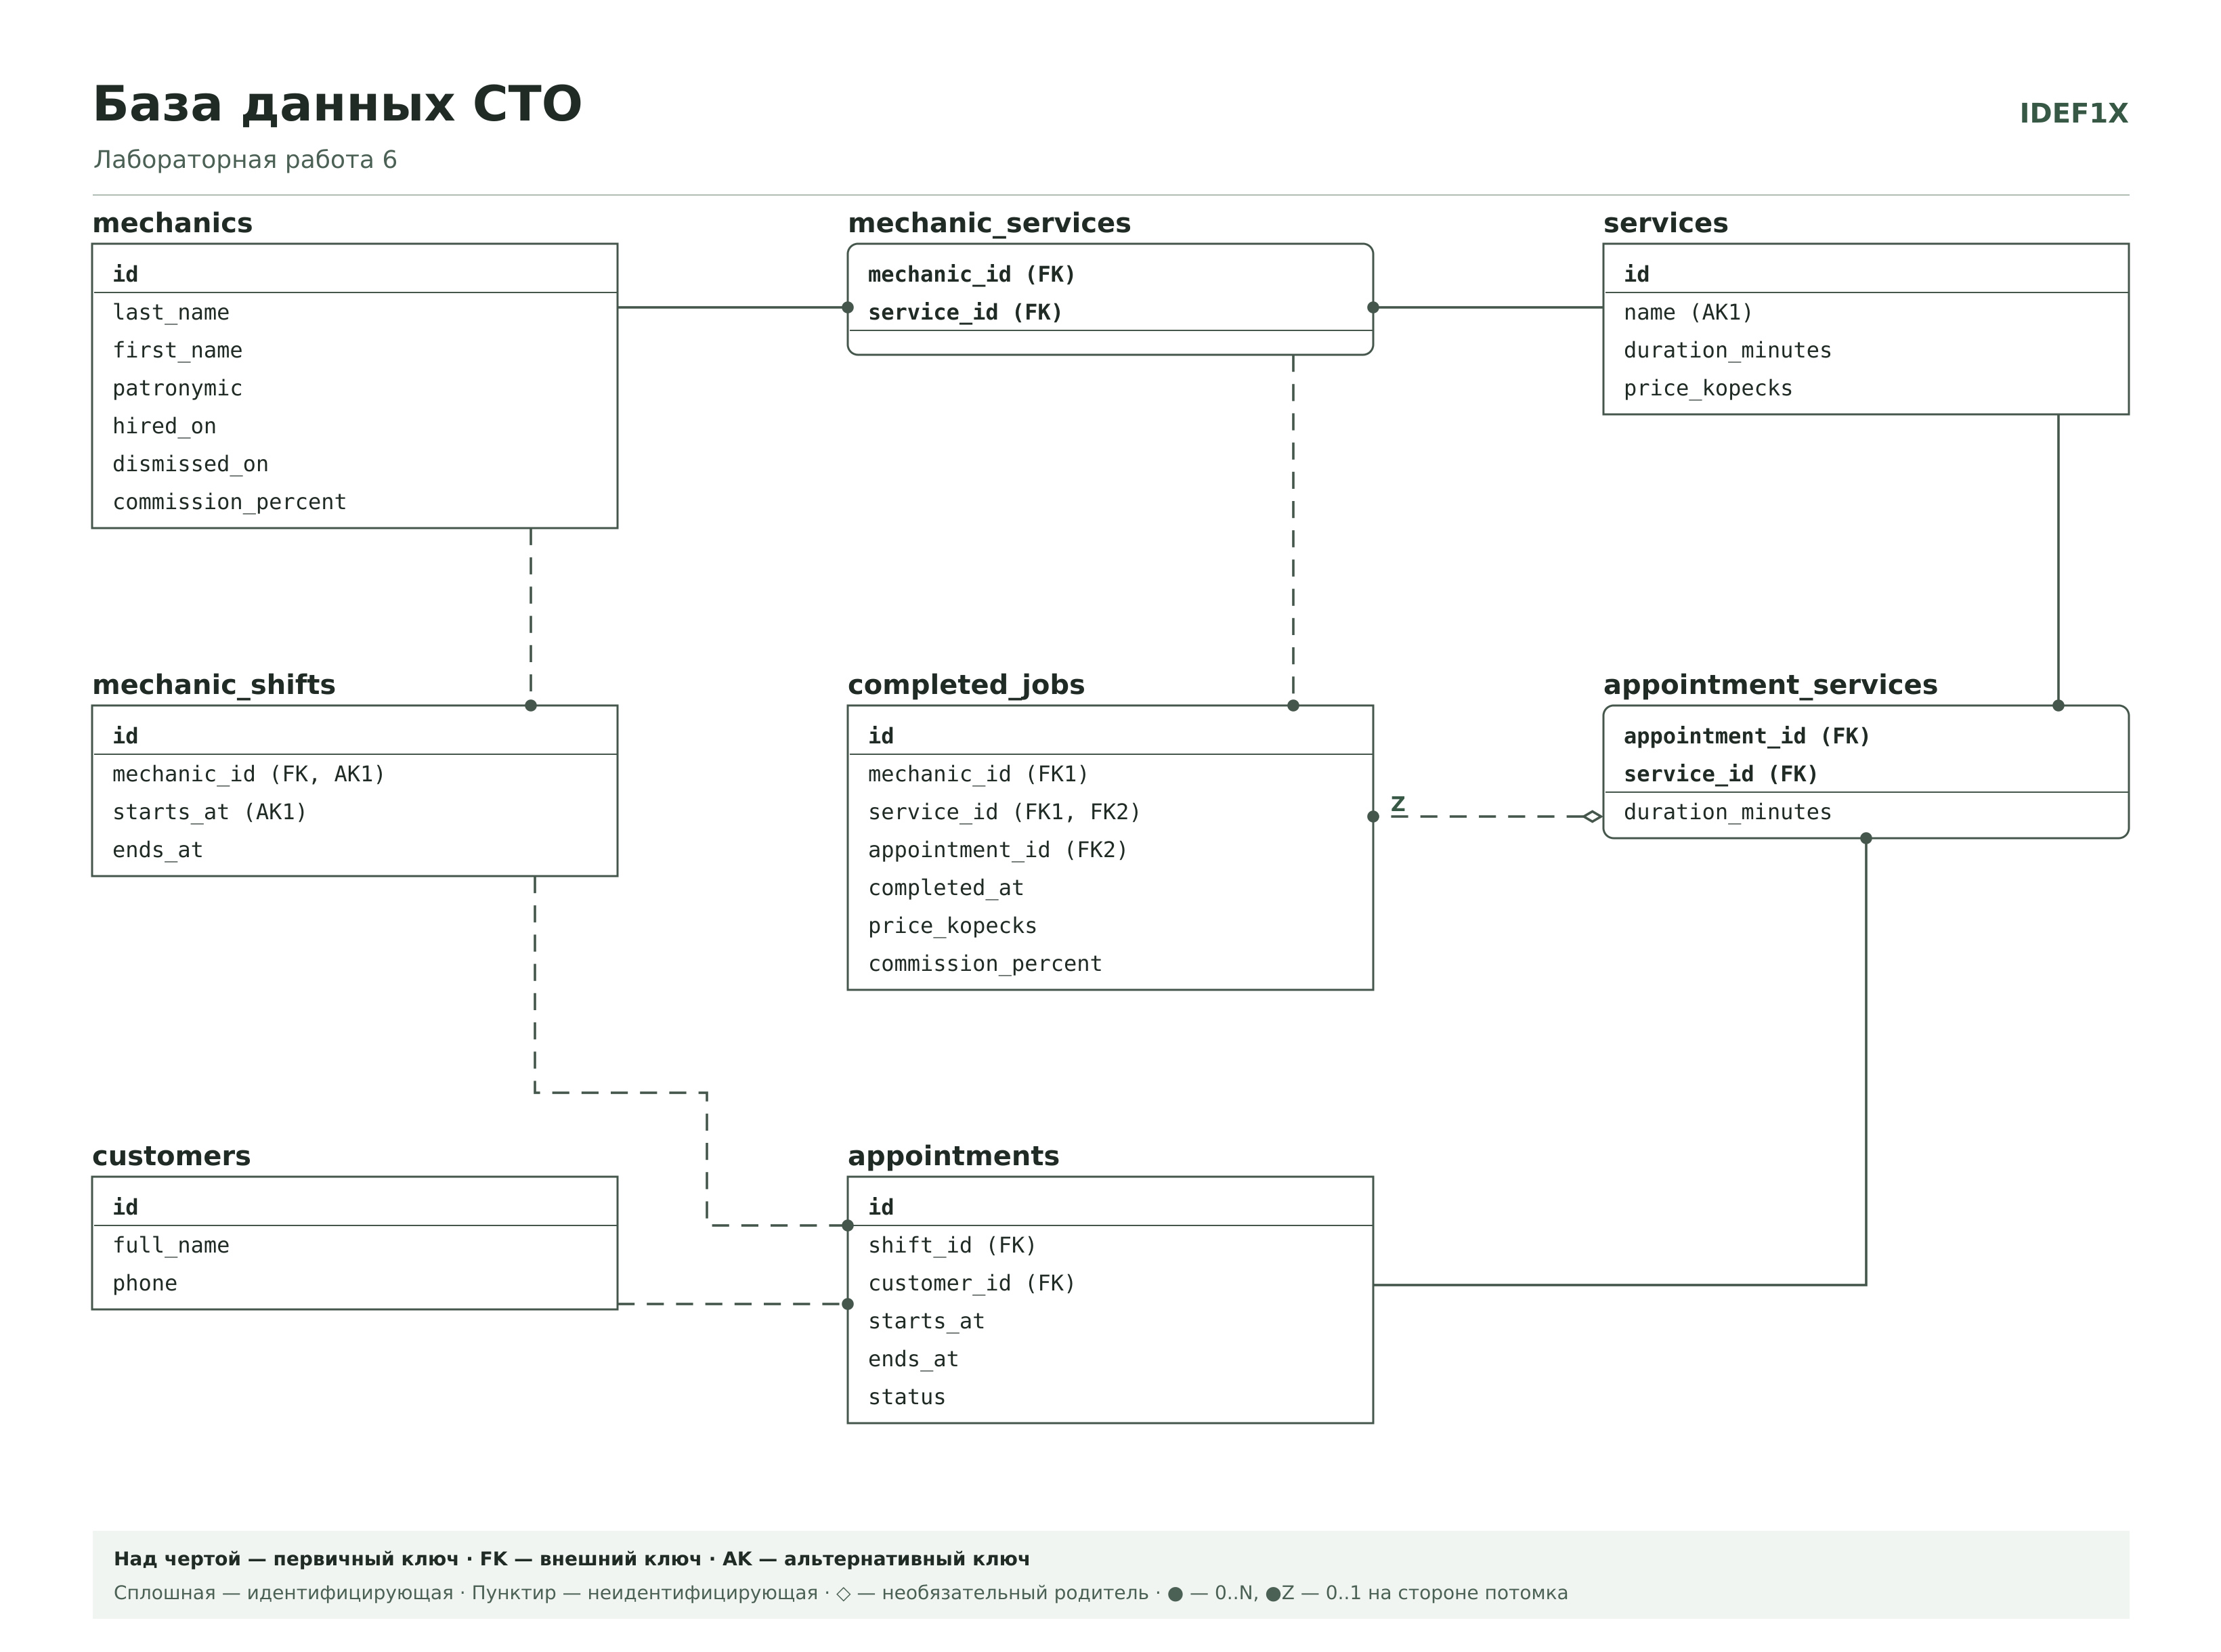 База данных СТО
IDEF1X
Лабораторная работа 6
mechanics
id
last_name
first_name
patronymic
hired_on
dismissed_on
commission_percent
mechanic_services
mechanic_id (FK)
service_id (FK)
services
id
name (AK1)
duration_minutes
price_kopecks
mechanic_shifts
id
mechanic_id (FK, AK1)
starts_at (AK1)
ends_at
completed_jobs
id
mechanic_id (FK1)
service_id (FK1, FK2)
appointment_id (FK2)
completed_at
price_kopecks
commission_percent
Z
appointment_services
appointment_id (FK)
service_id (FK)
duration_minutes
customers
id
full_name
phone
appointments
id
shift_id (FK)
customer_id (FK)
starts_at
ends_at
status
Над чертой — первичный ключ · FK — внешний ключ · AK — альтернативный ключ
Сплошная — идентифицирующая · Пунктир — неидентифицирующая · ◇ — необязательный родитель · ● — 0..N, ●Z — 0..1 на стороне потомка